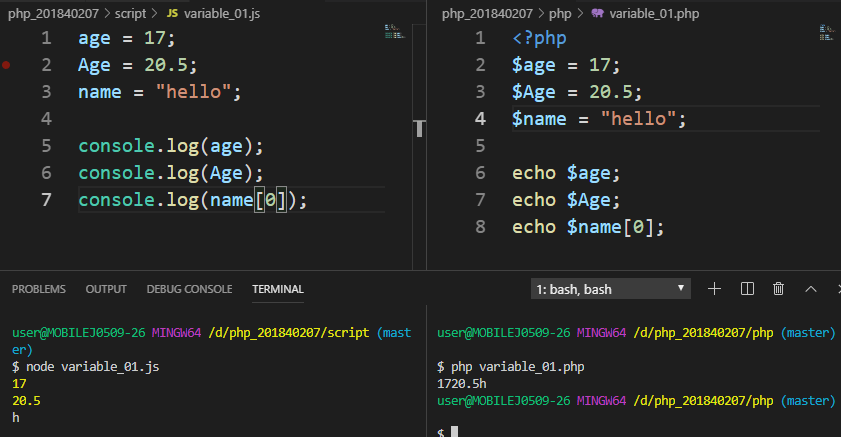 php_201840207 > script > JS variable_01.js
1 age = 17;
2 Age = 20.5;
3 name = "hello";
4
5 console.log(age);
6 console.log(Age);
7 console.log(name[0]);
php_201840207 > php > variable_01.php
1 <?php
2 $age = 17;
3 $Age = 20.5;
4 $name = "hello";
5
6 echo $age;
7 echo $Age;
8 echo $name[0];
PROBLEMS OUTPUT DEBUG CONSOLE TERMINAL 1: bash, bash
user@MOBILEJ0509-26 MINGW64 /d/php_201840207/script (mast
er)
$ node variable_01.js
17
20.5
h
user@MOBILEJ0509-26 MINGW64 /d/php_201840207/php (master)
$ php variable_01.php
1720.5h
user@MOBILEJ0509-26 MINGW64 /d/php_201840207/php (master)
$